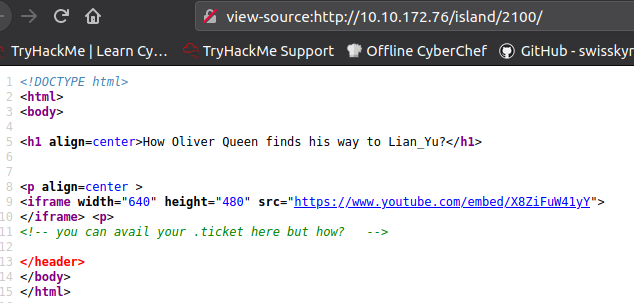 view-source:http://10.10.172.76/island/2100/
TryHackMe | Learn Cy… TryHackMe Support Offline CyberChef GitHub - swisskyr
1 <!DOCTYPE html>
2 <html>
3 <body>
4
5 <h1 align=center>How Oliver Queen finds his way to Lian_Yu?</h1>
6
7
8 <p align=center >
9 <iframe width="640" height="480" src="https://www.youtube.com/embed/X8ZiFuW41yY">
10 </iframe> <p>
11 <!-- you can avail your .ticket here but how?   -->
12
13 </header>
14 </body>
15 </html>